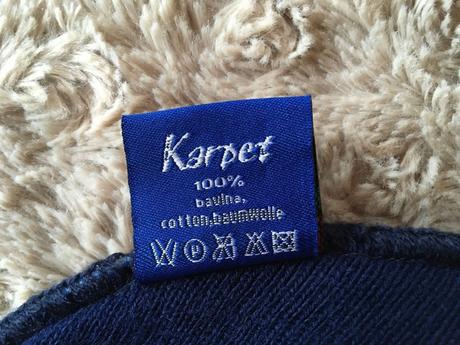 Karpet
100%
bavlna,
cotton,baumwolle
P